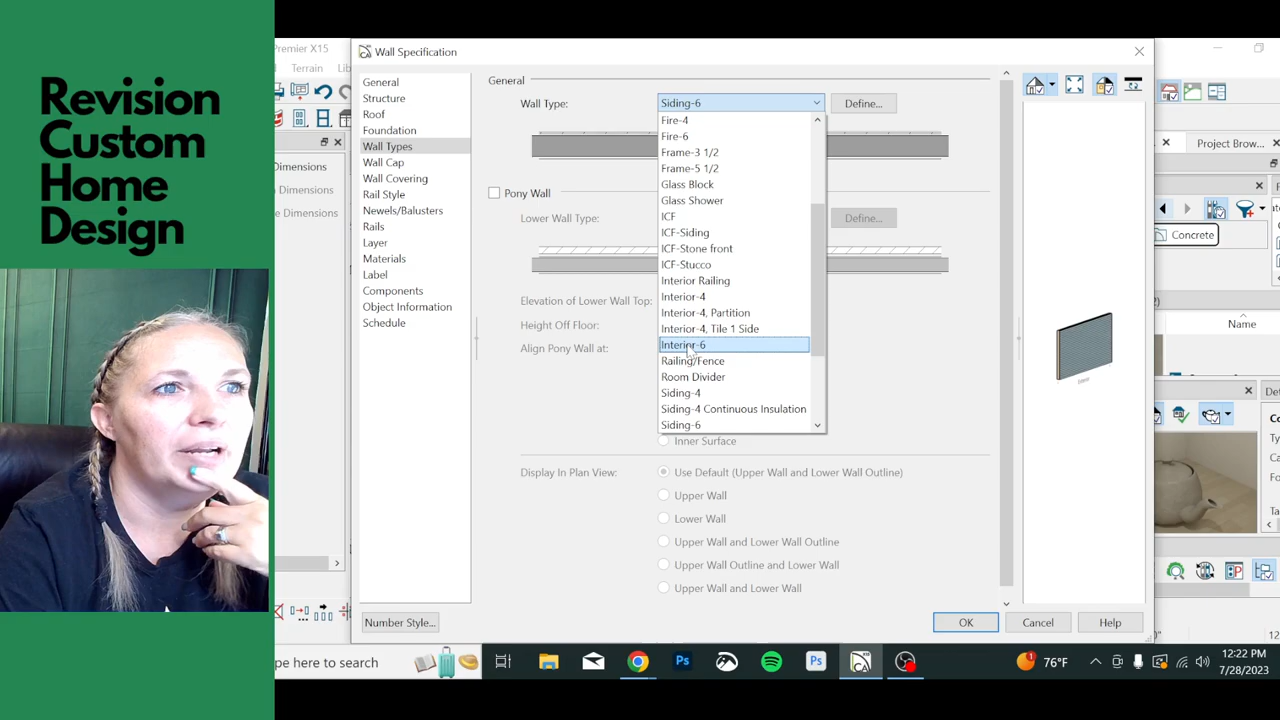 Revision
Custom
Home
Design
Premier X15
Terrain
Wall Specification
General
Structure
Roof
Foundation
Wall Types
Wall Cap
Wall Covering
Rail Style
Newels/Balusters
Rails
Layer
Materials
Label
Components
Object Information
Schedule
General
Wall Type:
Siding-6
Define...
Fire-4
Fire-6
Frame-3 1/2
Frame-5 1/2
Glass Block
Glass Shower
ICF
ICF-Siding
ICF-Stone front
ICF-Stucco
Interior Railing
Interior-4
Interior-4, Partition
Interior-4, Tile 1 Side
Interior-6
Railing/Fence
Room Divider
Siding-4
Siding-4 Continuous Insulation
Siding-6
Pony Wall
Lower Wall Type:
Define...
Elevation of Lower Wall Top:
Height Off Floor:
Align Pony Wall at:
Inner Surface
Display In Plan View:
Use Default (Upper Wall and Lower Wall Outline)
Upper Wall
Lower Wall
Upper Wall and Lower Wall Outline
Upper Wall Outline and Lower Wall
Upper Wall and Lower Wall
Number Style...
OK
Cancel
Help
Project Brow...
Concrete
Name
mensions
Dimensions
Dimensions
pe here to search
76°F
12:22 PM
7/28/2023